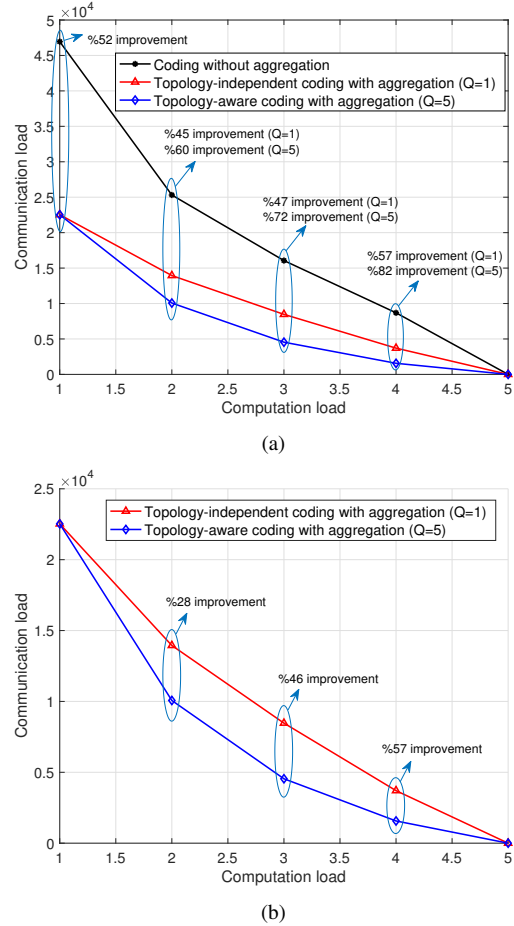 ×10⁴
5
4.5
4
3.5
3
2.5
2
1.5
1
0.5
0
Communication load
%52 improvement
Coding without aggregation
Topology-independent coding with aggregation (Q=1)
Topology-aware coding with aggregation (Q=5)
%45 improvement (Q=1)
%60 improvement (Q=5)
%47 improvement (Q=1)
%72 improvement (Q=5)
%57 improvement (Q=1)
%82 improvement (Q=5)
1 1.5 2 2.5 3 3.5 4 4.5 5
Computation load
(a)
×10⁴
2.5
2
1.5
1
0.5
0
Communication load
Topology-independent coding with aggregation (Q=1)
Topology-aware coding with aggregation (Q=5)
%28 improvement
%46 improvement
%57 improvement
1 1.5 2 2.5 3 3.5 4 4.5 5
Computation load
(b)